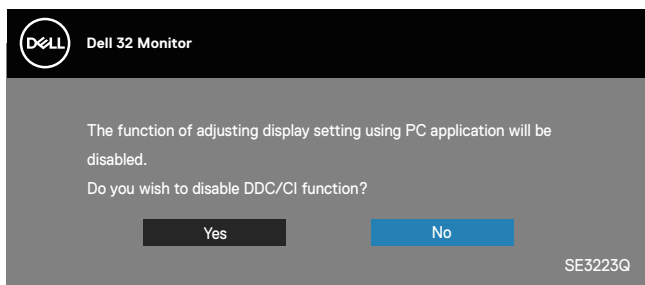 DELL
Dell 32 Monitor
The function of adjusting display setting using PC application will be
disabled.
Do you wish to disable DDC/CI function?
Yes No
SE3223Q